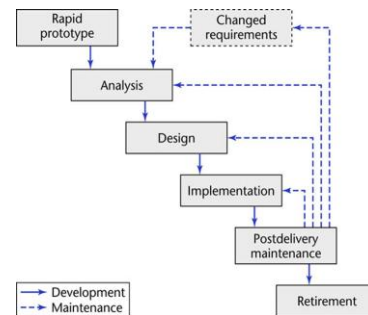 Rapid
prototype
Changed
requirements
Analysis
Design
Implementation
Postdelivery
maintenance
Development
Maintenance
Retirement